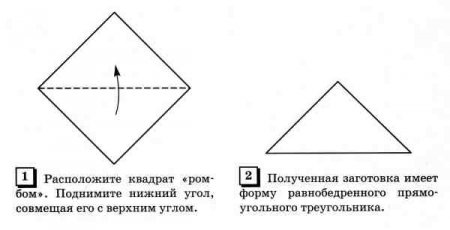 1 Расположите квадрат «ром-
бом». Поднимите нижний угол,
совмещая его с верхним углом.
2 Полученная заготовка имеет
форму равнобедренного прямо-
угольного треугольника.